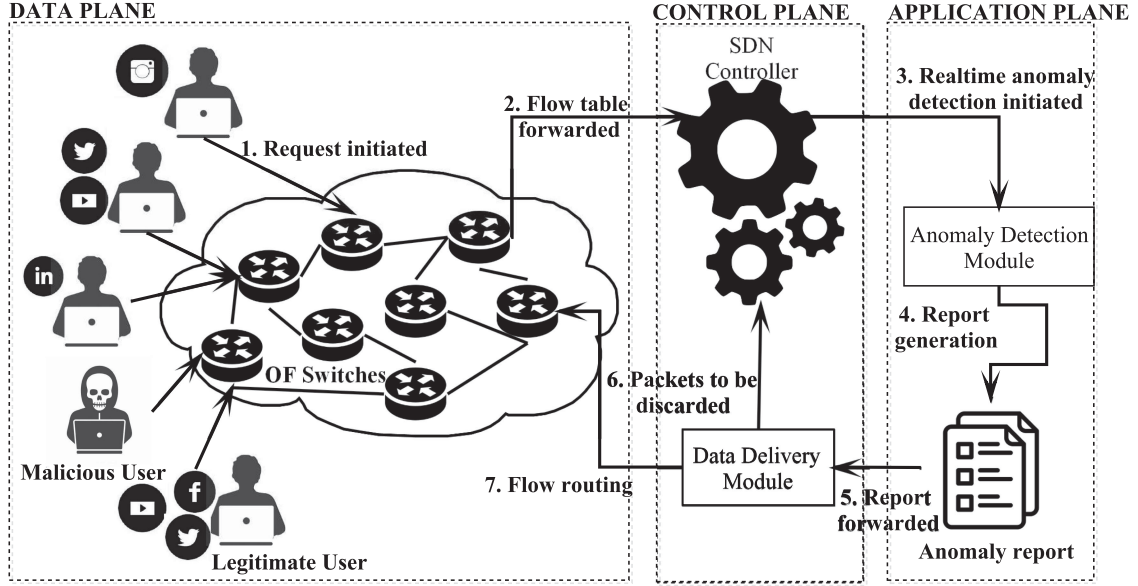 DATA PLANE
CONTROL PLANE
APPLICATION PLANE
SDN
Controller
3. Realtime anomaly
detection initiated
2. Flow table
forwarded
1. Request initiated
Anomaly Detection
Module
in
4. Report
generation
OF Switches
6. Packets to be
discarded
Malicious User
Data Delivery
Module
7. Flow routing
5. Report
forwarded
f
Legitimate User
Anomaly report